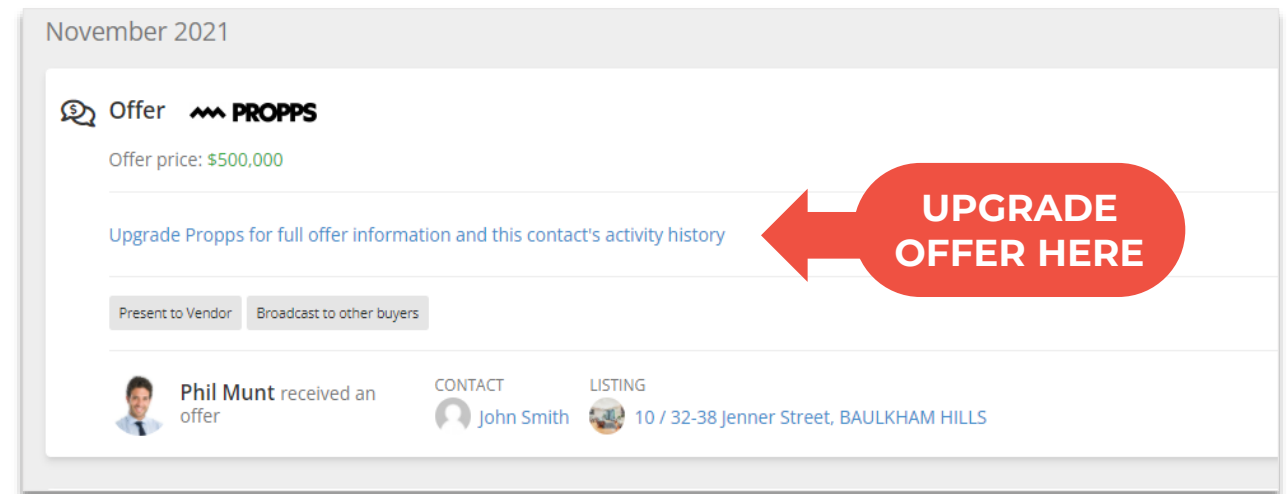 November 2021
Offer PROPPS
Offer price: $500,000
Upgrade Propps for full offer information and this contact's activity history
UPGRADE
OFFER HERE
Present to Vendor Broadcast to other buyers
Phil Munt received an
offer
CONTACT
John Smith
LISTING
10 / 32-38 Jenner Street, BAULKHAM HILLS